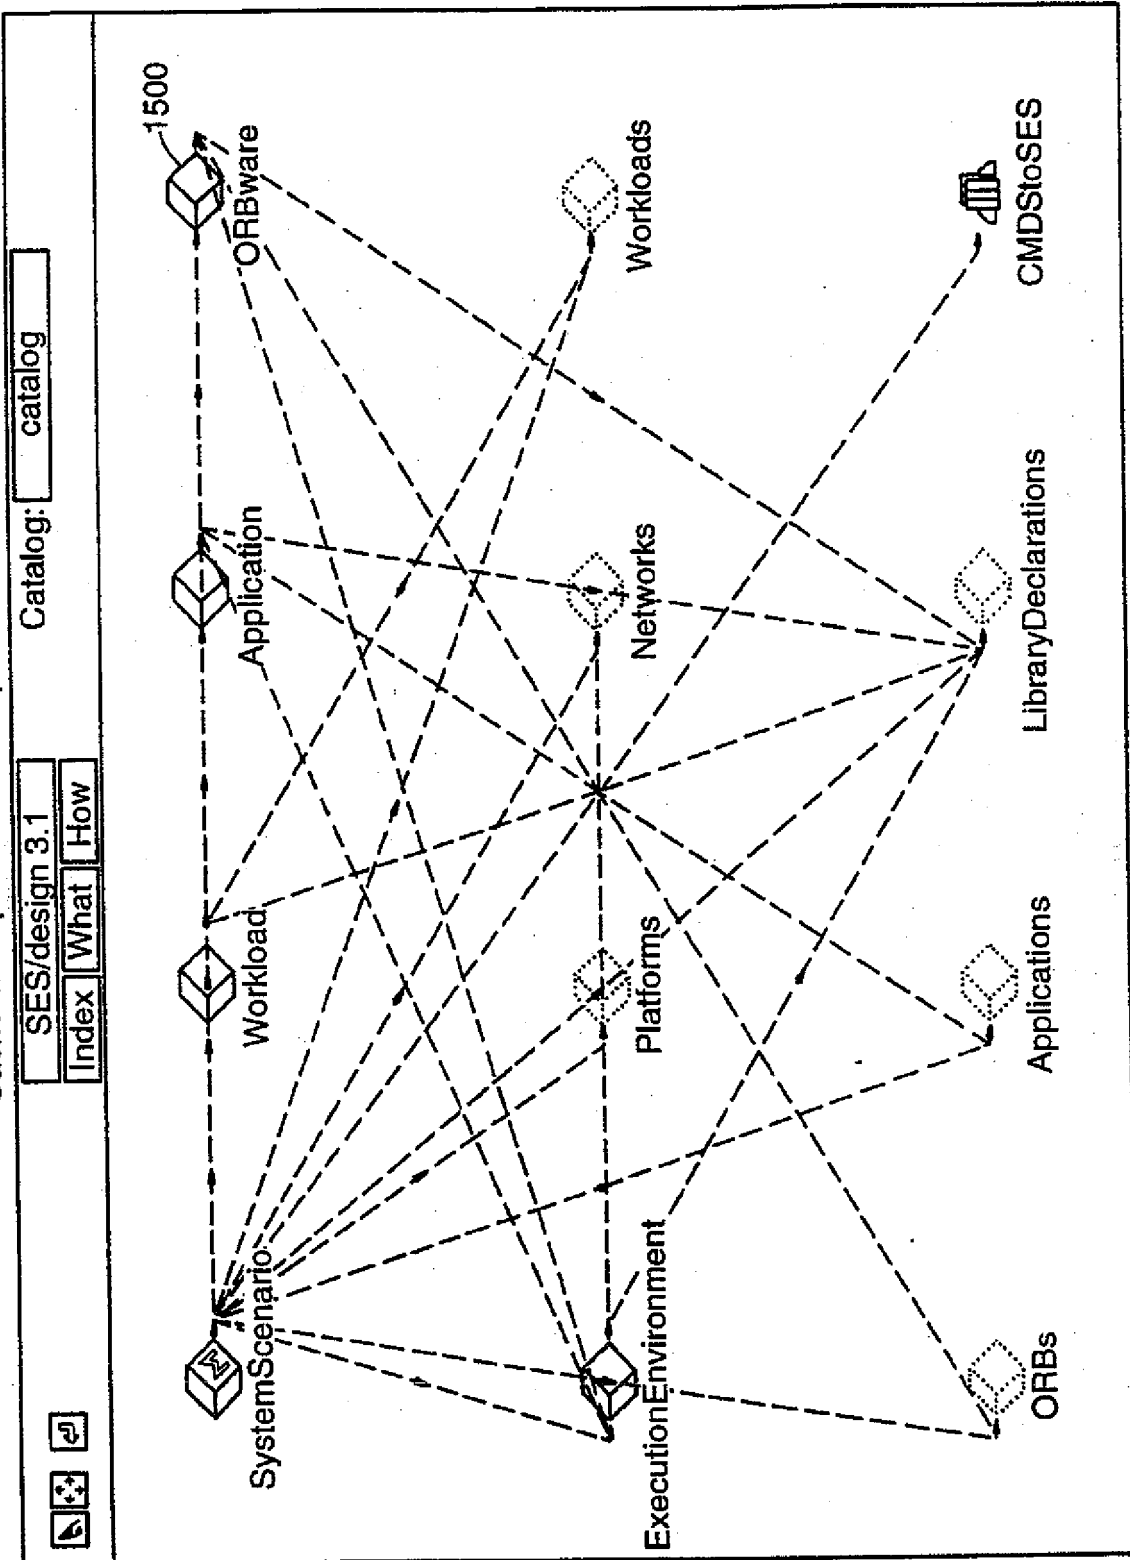 SES/design 3.1
Catalog: catalog
Index What How
1500
SystemScenario
Workload
Application
ORBware
ExecutionEnvironment
Platforms
Networks
Workloads
ORBs
Applications
LibraryDeclarations
CMDStoSES